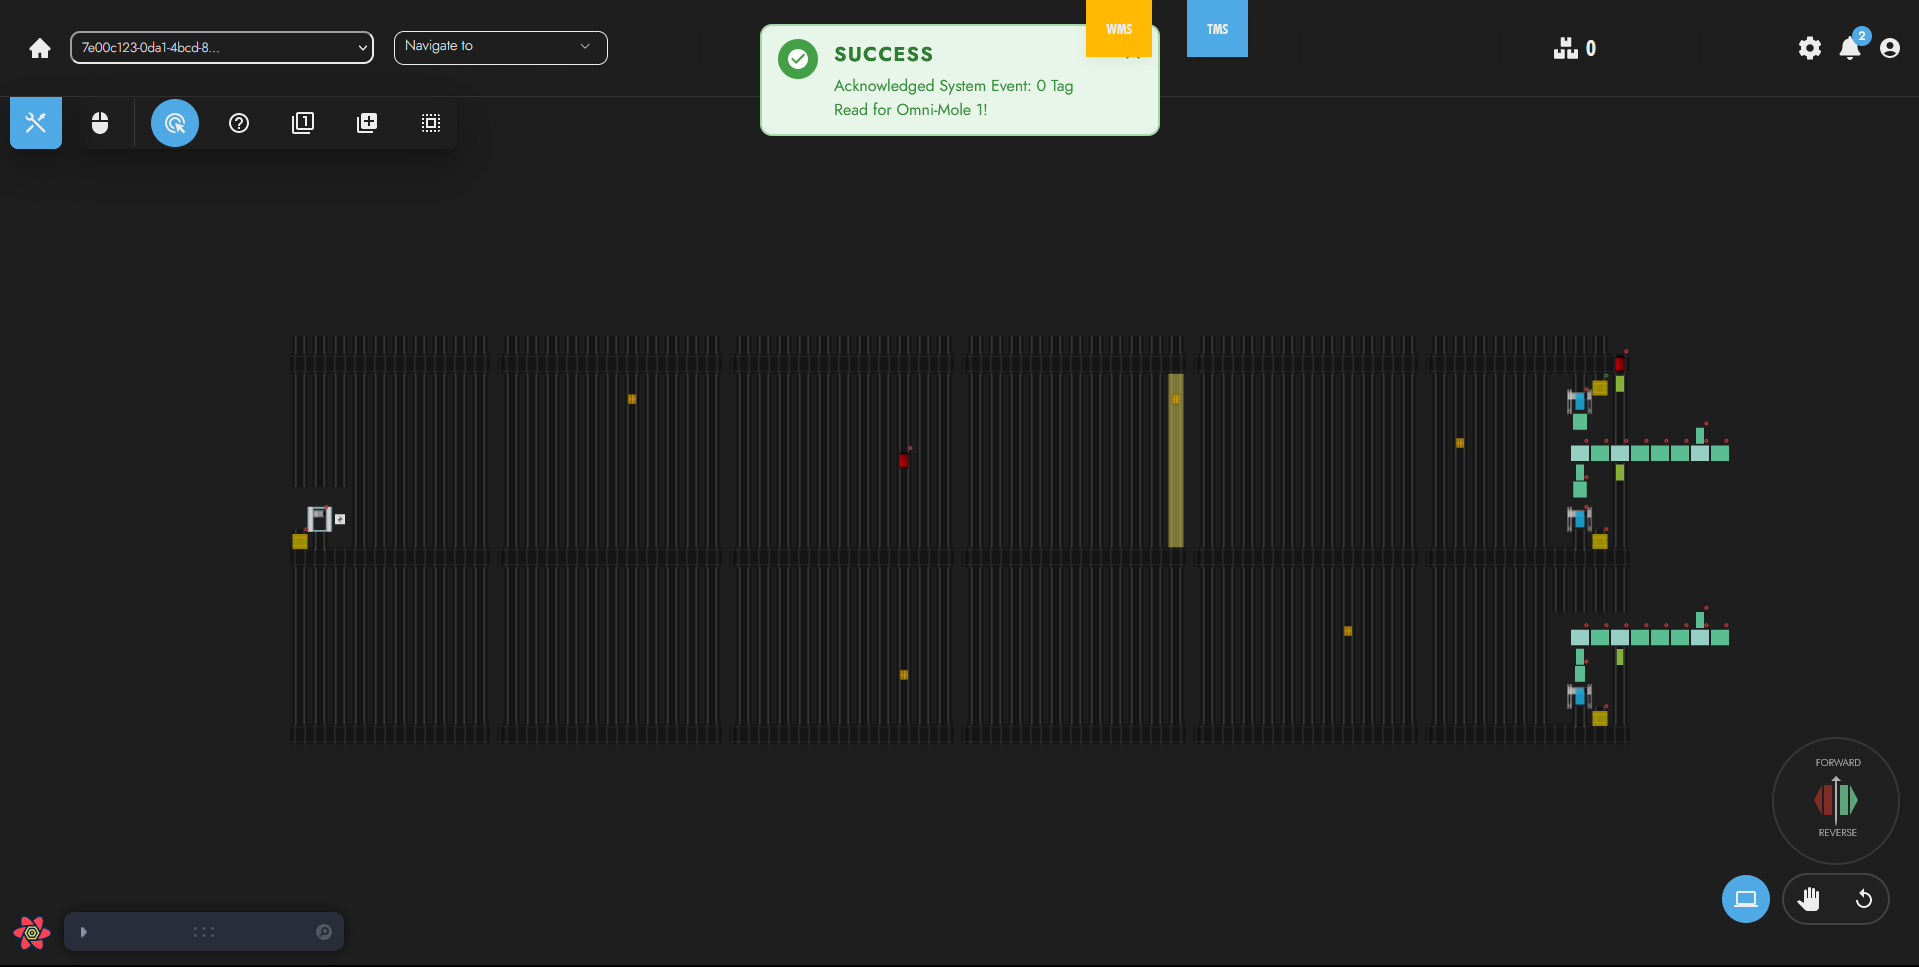 7e00c123-0da1-4bcd-8...
Navigate to
SUCCESS
Acknowledged System Event: 0 Tag
Read for Omni-Mole 1!
WMS
TMS
0
2
1
FORWARD
REVERSE